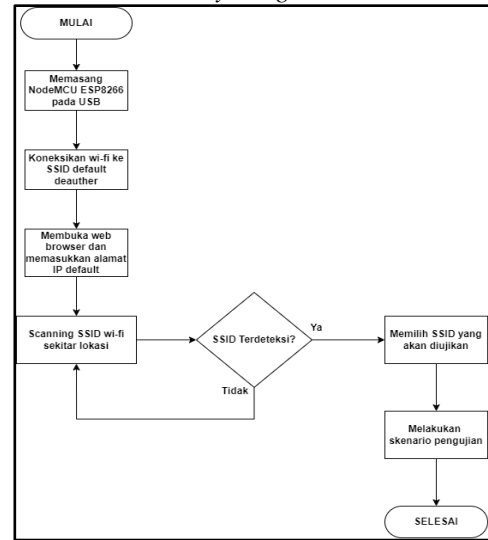 MULAI
Memasang
NodeMCU ESP8266
pada USB
Koneksikan wi-fi ke
SSID default
deauther
Membuka web
browser dan
memasukkan alamat
IP default
Scanning SSID wi-fi
sekitar lokasi
SSID Terdeteksi?
Ya
Tidak
Memilih SSID yang
akan diujikan
Melakukan
skenario pengujian
SELESAI